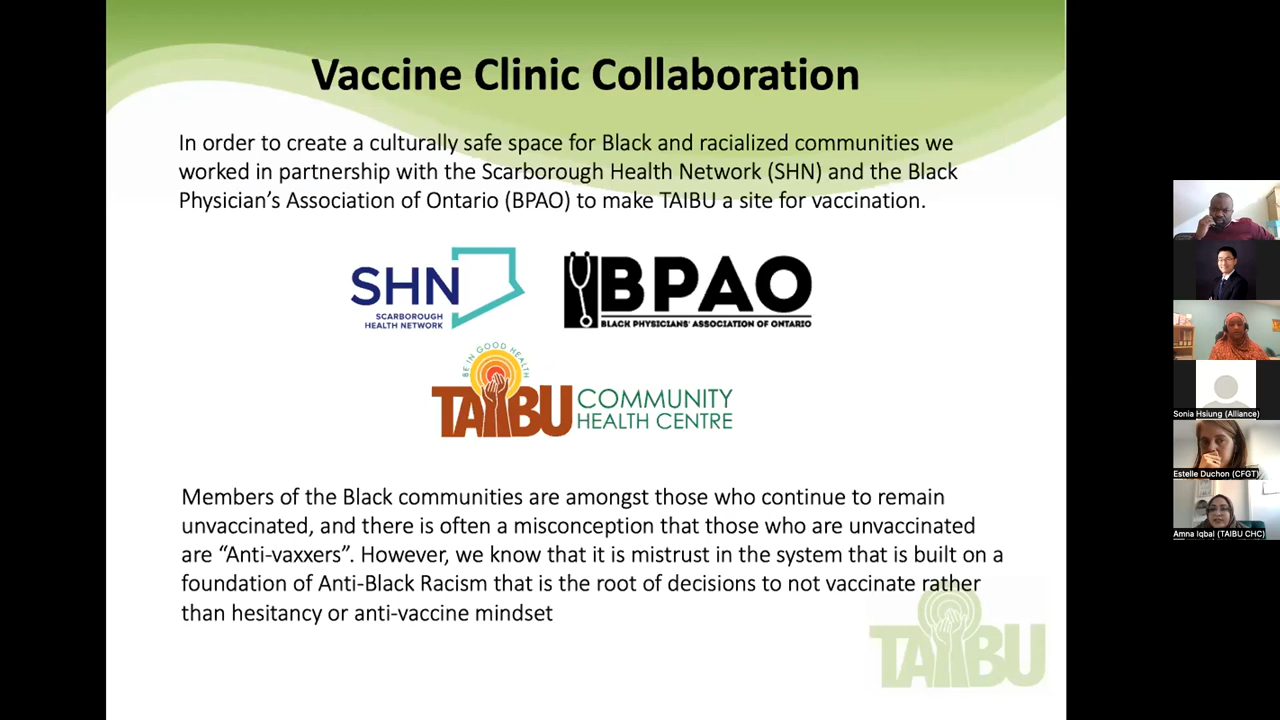 Vaccine Clinic Collaboration
In order to create a culturally safe space for Black and racialized communities we
worked in partnership with the Scarborough Health Network (SHN) and the Black
Physician’s Association of Ontario (BPAO) to make TAIBU a site for vaccination.
SHN
SCARBOROUGH
HEALTH NETWORK
BPAO
BLACK PHYSICIANS' ASSOCIATION OF ONTARIO
BE IN GOOD HEALTH
TAIBU
COMMUNITY
HEALTH CENTRE
Members of the Black communities are amongst those who continue to remain
unvaccinated, and there is often a misconception that those who are unvaccinated
are “Anti-vaxxers”. However, we know that it is mistrust in the system that is built on a
foundation of Anti-Black Racism that is the root of decisions to not vaccinate rather
than hesitancy or anti-vaccine mindset
TAIBU
Sonia Hsiung (Alliance)
Estelle Duchon (CFGT)
Amna Iqbal (TAIBU CHC)